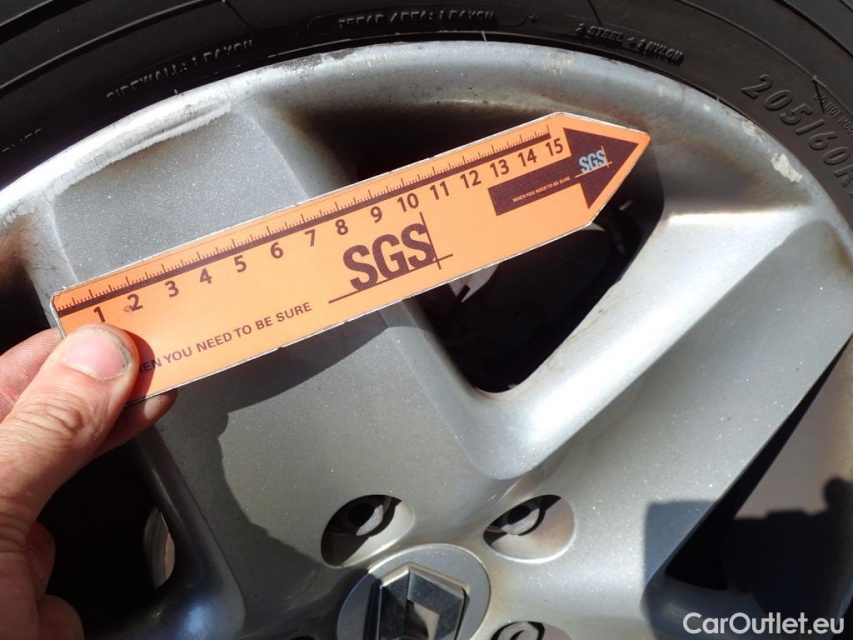 SIDEWALL: 1 RAYON
TREAD AREA: 1 RAYON
2 STEEL + 1 NYLON
205/60R
1 2 3 4 5 6 7 8 9 10 11 12 13 14 15
SGS
WHEN YOU NEED TO BE SURE
SGS
EN YOU NEED TO BE SURE
CarOutlet.eu